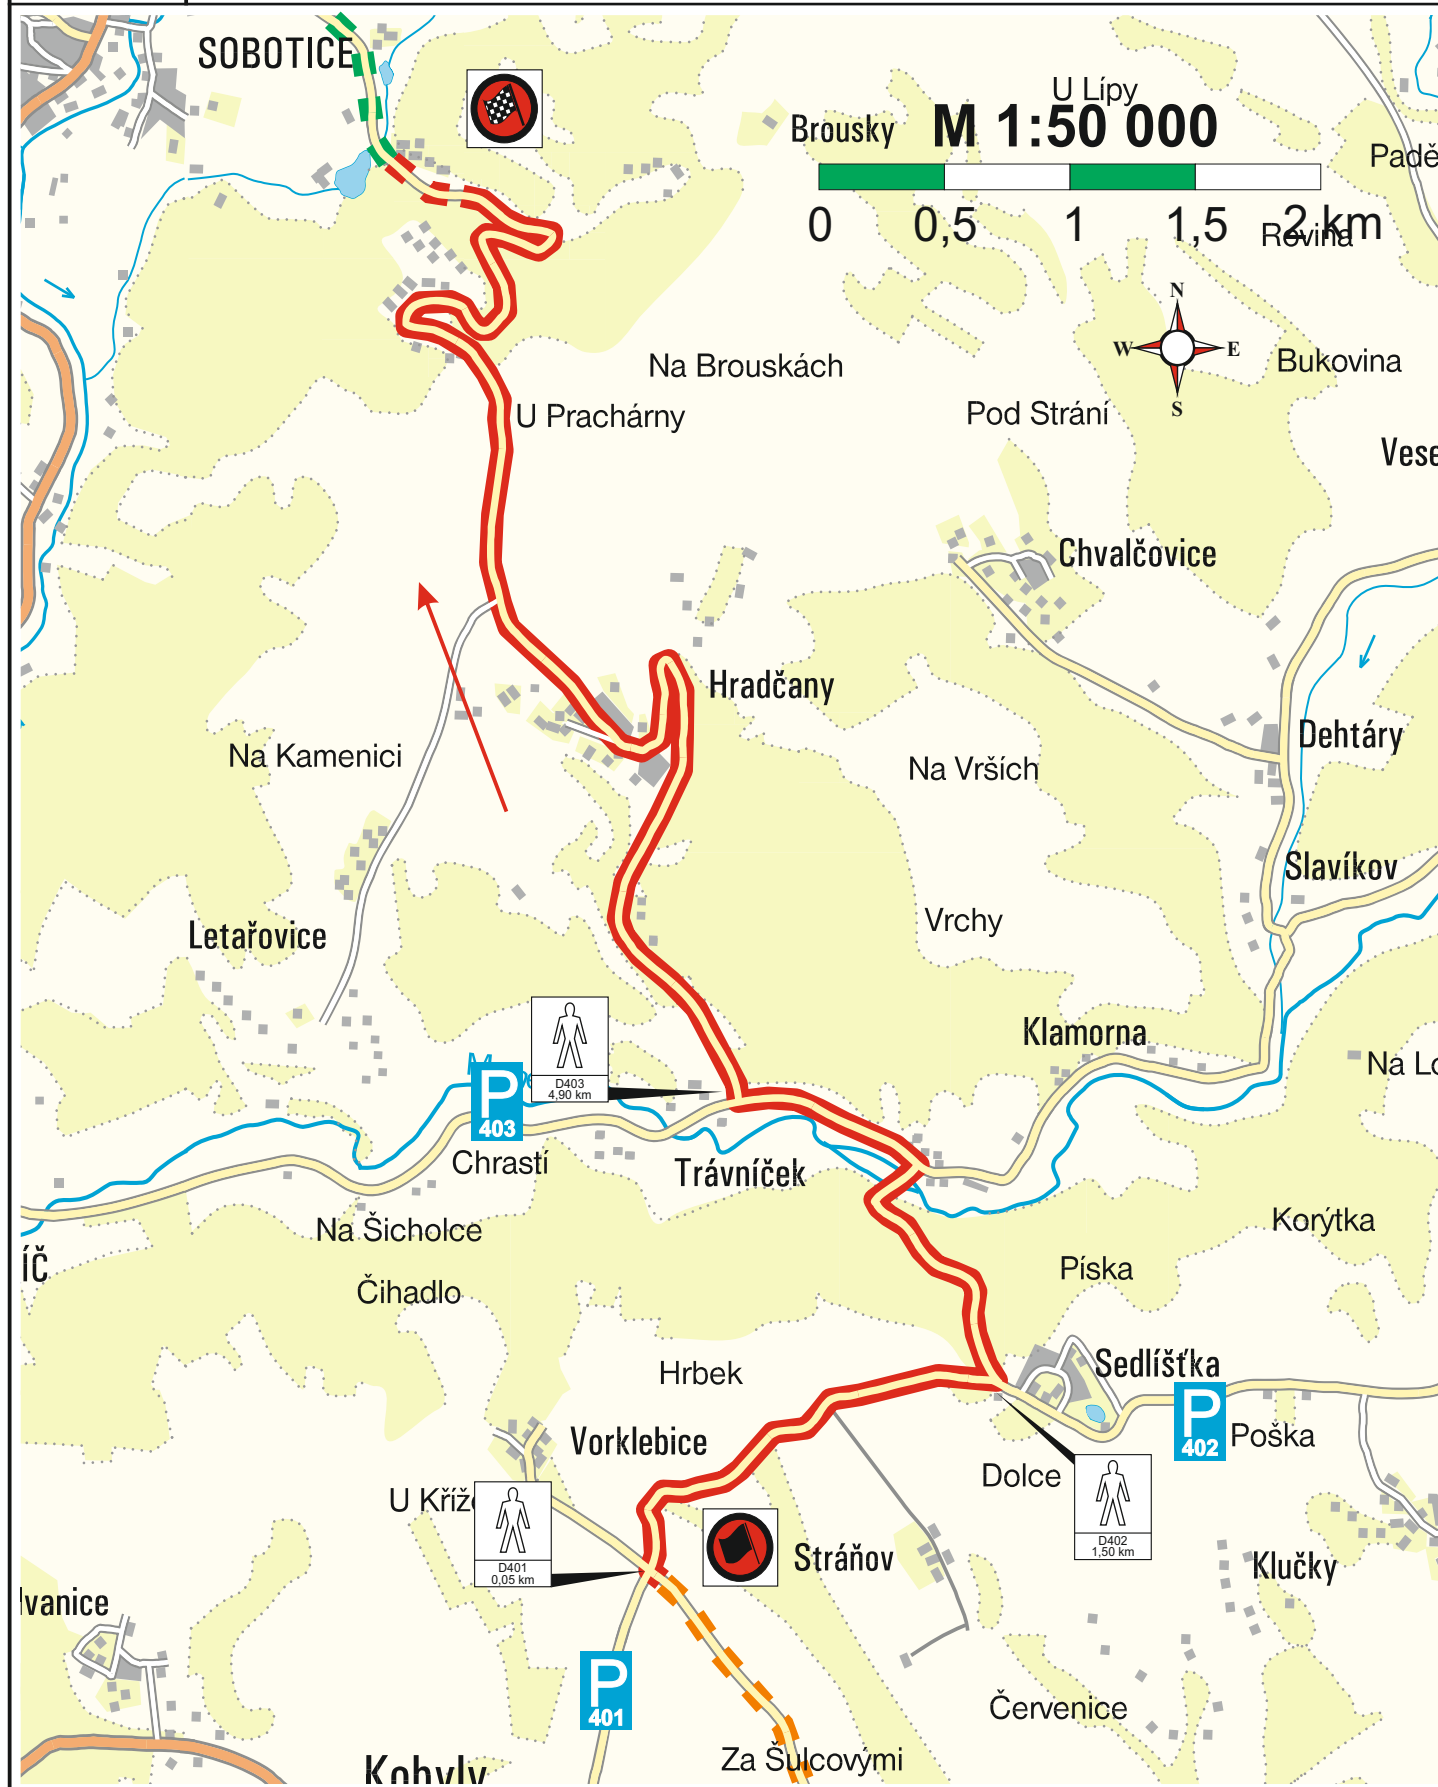 SOBOTICE
U Lípy
Brousky
M 1:50 000
Padě
0 0,5 1 1,5 2 km
Rovina
N
W E
S
Na Brouskách
Bukovina
U Prachárny
Pod Strání
Vese
Chvalčovice
Hradčany
Dehtáry
Na Kamenici
Na Vrších
Slavíkov
Vrchy
Letařovice
Klamorna
Na Lo
D403
4,90 km
P
403
Chrastí
Trávníček
Na Šicholce
Korýtka
íč
Píska
Čihadlo
Sedlíšťka
Hrbek
P
402
Poška
Vorklebice
Dolce
U Kříž
D402
1,50 km
Stráňov
D401
0,05 km
Klučky
lvanice
P
401
Červenice
Za Šulcovými
Kobyly